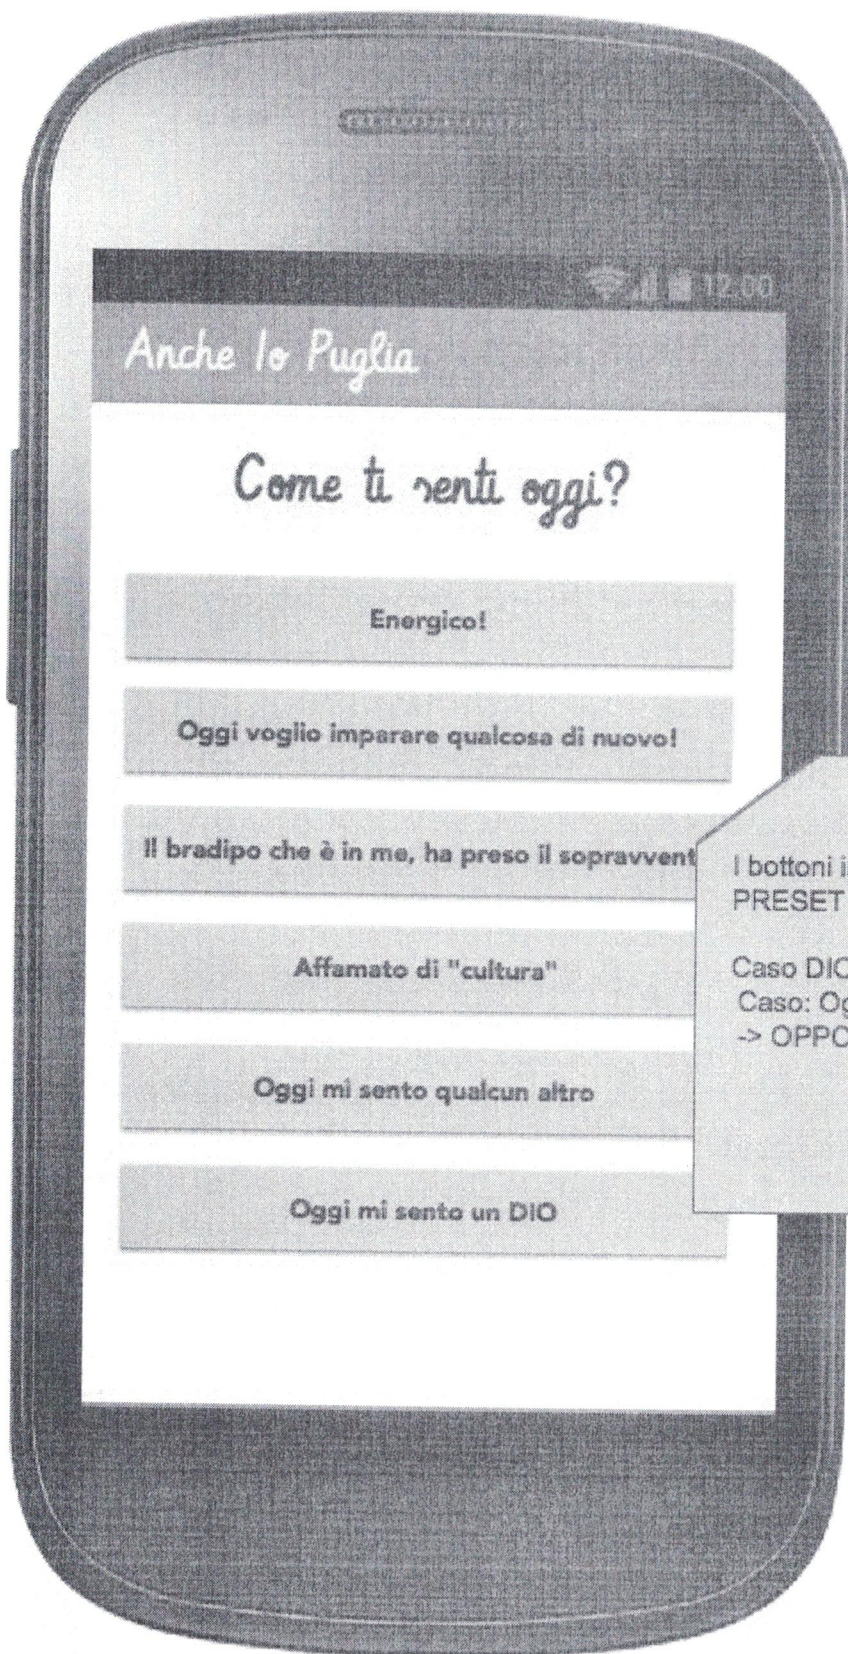 12.00
Anche Io Puglia
Come ti senti oggi?
Energico!
Oggi voglio imparare qualcosa di nuovo!
Il bradipo che è in me, ha preso il sopravvent
Affamato di "cultura"
Oggi mi sento qualcun altro
Oggi mi sento un DIO
I bottoni i
PRESET
Caso DIO
Caso: Og
-> OPPO